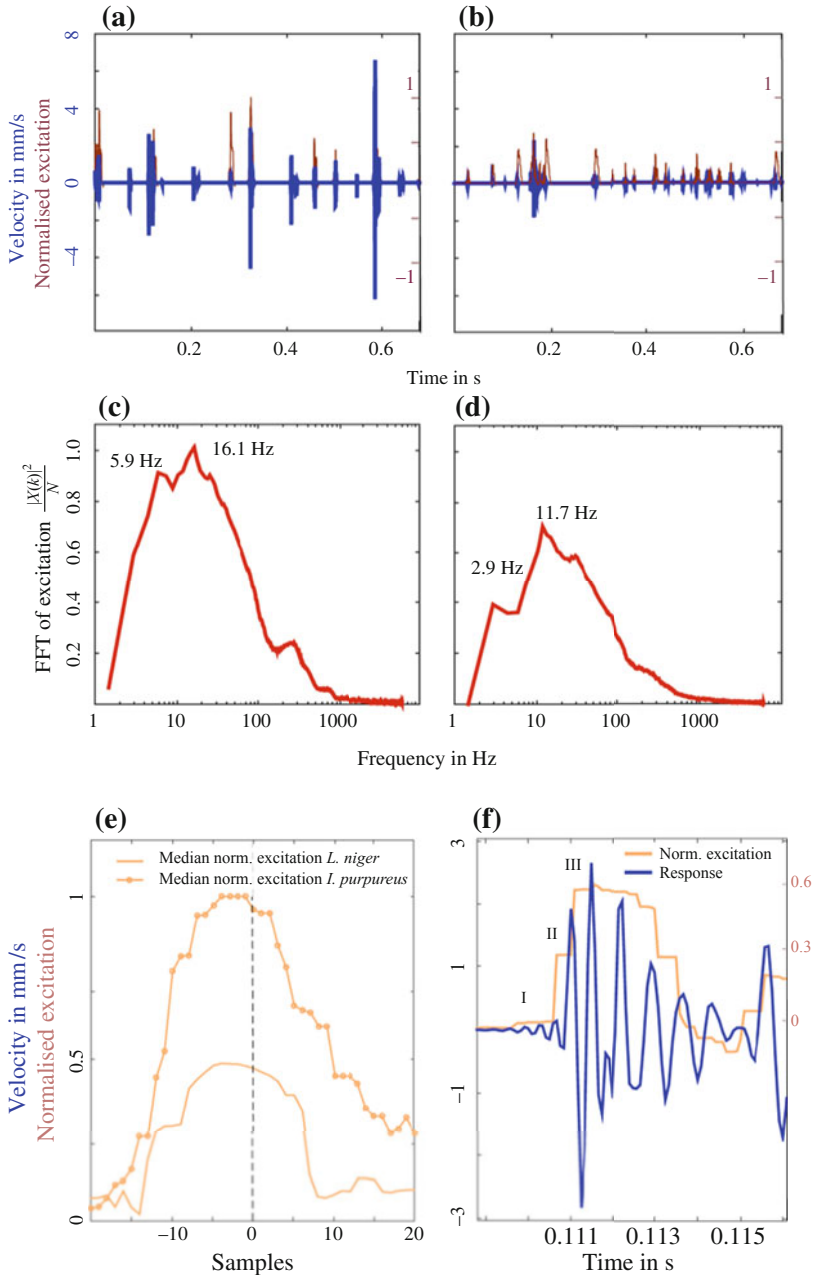 (a)
(b)
Velocity in mm/s
Normalised excitation
8
4
0
−4
1
−1
1
−1
0.2
0.4
0.6
0.2
0.4
0.6
Time in s
(c)
(d)
FFT of excitation |X(k)|²/N
1.0
0.8
0.6
0.4
0.2
5.9 Hz
16.1 Hz
2.9 Hz
11.7 Hz
1
10
100
1000
1
10
100
1000
Frequency in Hz
(e)
(f)
Velocity in mm/s
Normalised excitation
1
0.5
0
Median norm. excitation L. niger
Median norm. excitation I. purpureus
−10
0
10
20
Samples
3
1
−1
−3
Norm. excitation
Response
I
II
III
0.6
0.3
0
0.111
0.113
0.115
Time in s